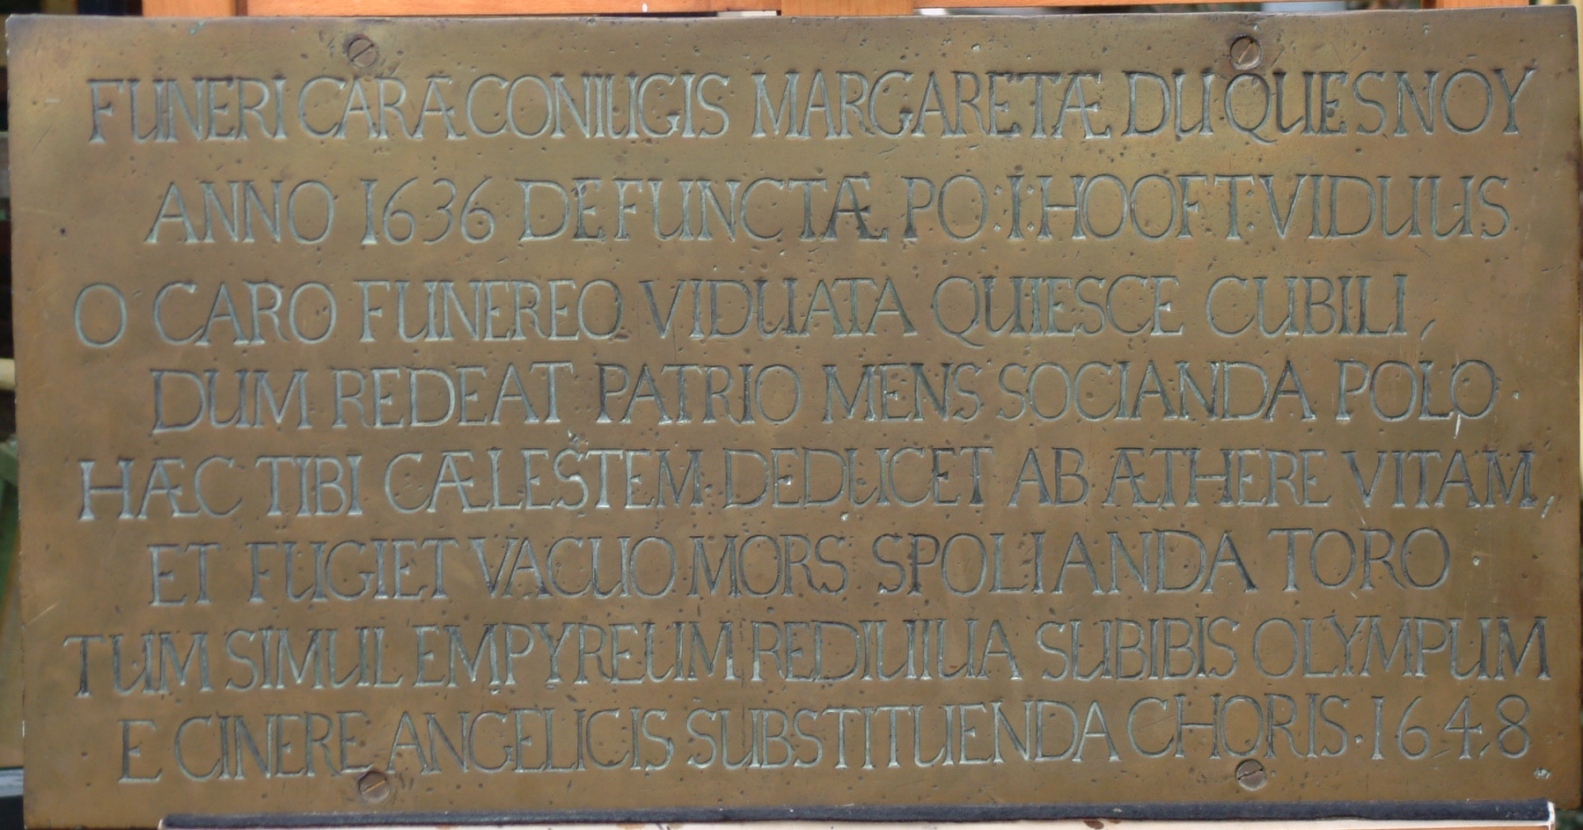 FUNERI CARÆ CONIUGIS MARGARETÆ DU QUESNOY
ANNO 1636 DEFUNCTÆ PO:I:HOOFT:VIDUUS
O CARO FUNEREQ VIDUATA QUIESCE CUBILI,
DUM REDEAT PATRIO MENS SOCIANDA POLO.
HÆC TIBI CÆLESTEM DEDUCET AB ÆTHERE VITAM,
ET FUGIET VACUO MORS SPOLIANDA TORO.
TUM SIMUL EMPYREUM REDIUIUA SUBIBIS OLYMPUM
E CINERE ANGELICIS SUBSTITUENDA CHORIS.1648